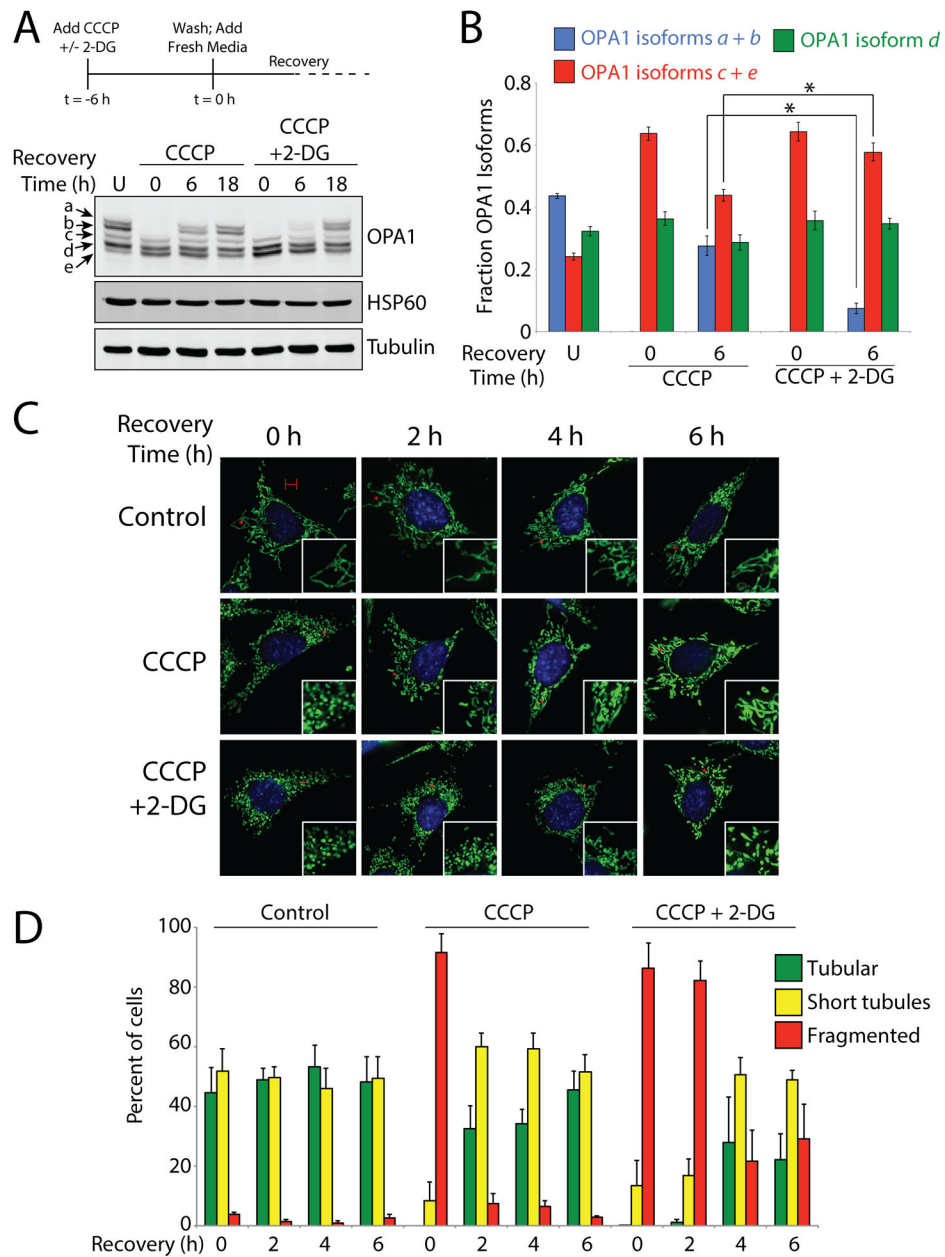 A
Add CCCP
+/- 2-DG
Wash; Add
Fresh Media
Recovery
t = -6 h
t = 0 h
Recovery
Time (h)
CCCP
CCCP
+2-DG
U 0 6 18 0 6 18
a
b
c
d
e
OPA1
HSP60
Tubulin
B
OPA1 isoforms a + b
OPA1 isoform d
OPA1 isoforms c + e
Fraction OPA1 Isoforms
0.8
0.6
0.4
0.2
0
*
*
Recovery
Time (h)
U 0 6 0 6
CCCP
CCCP + 2-DG
C
Recovery
Time (h)
0 h 2 h 4 h 6 h
Control
CCCP
CCCP
+2-DG
D
Control
CCCP
CCCP + 2-DG
Tubular
Short tubules
Fragmented
Percent of cells
100
80
60
40
20
0
Recovery (h) 0 2 4 6 0 2 4 6 0 2 4 6